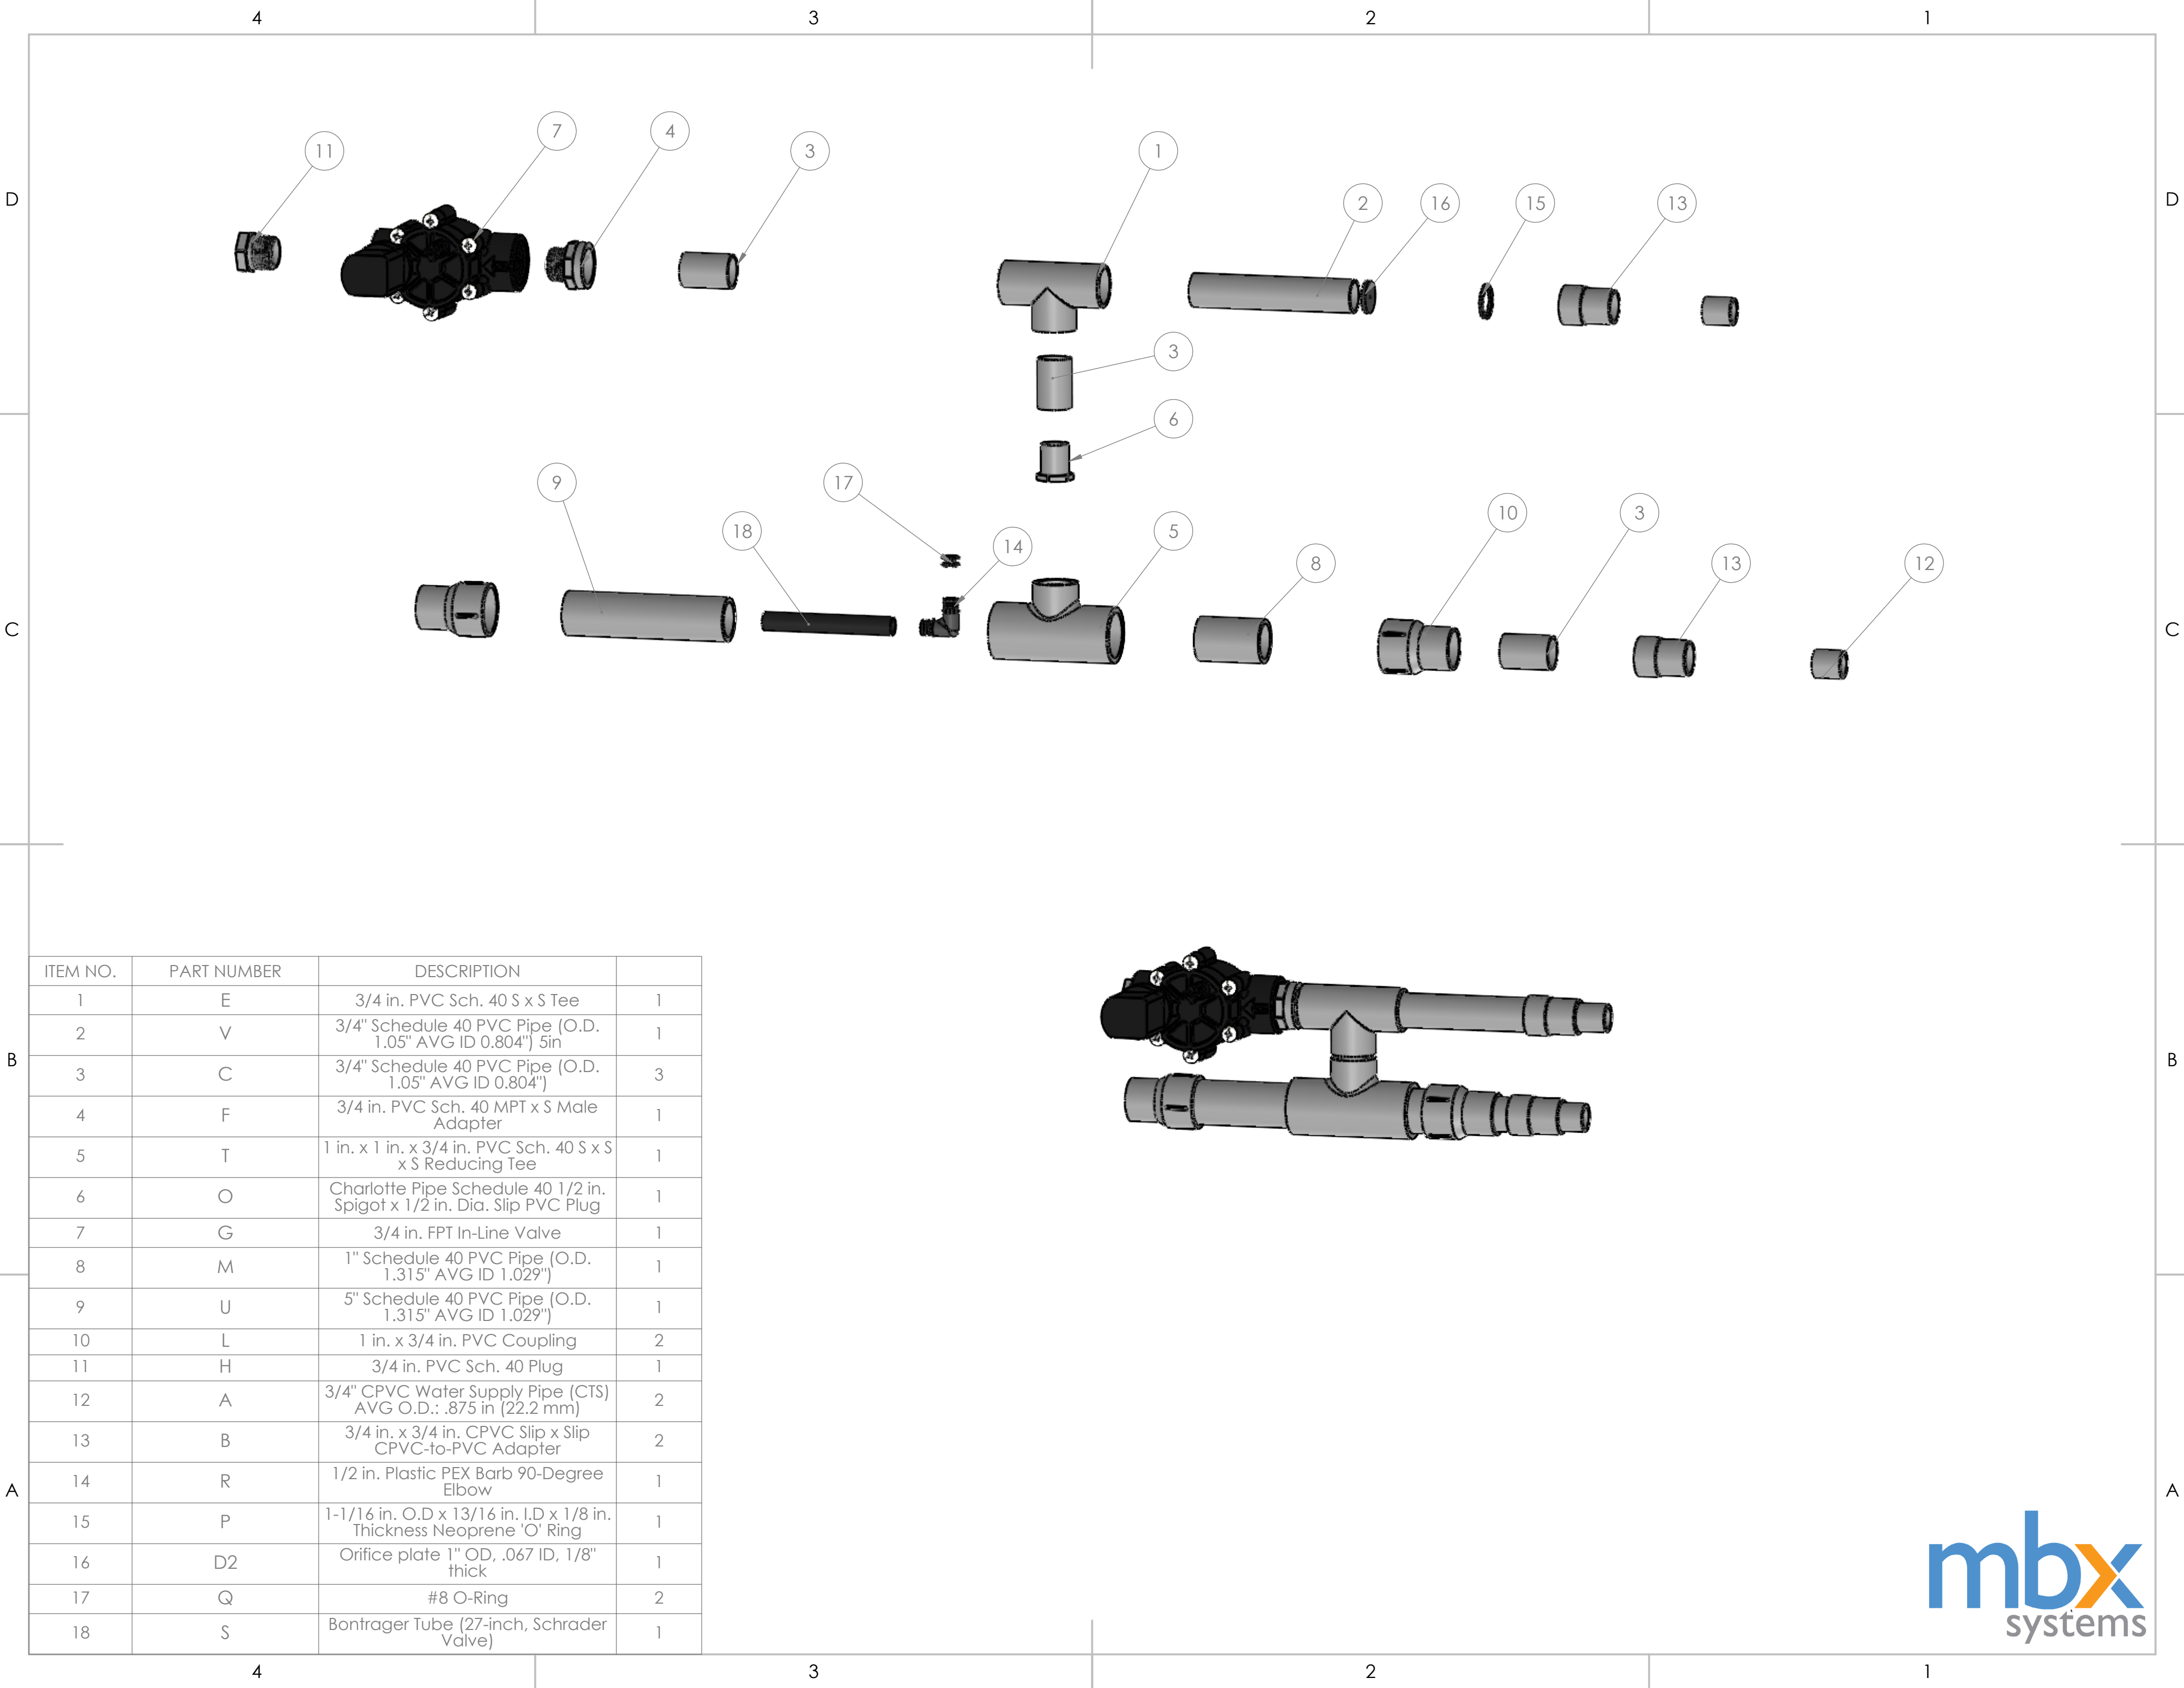 4 3 2 1
11 7 4 3 1
D 2 16 15 13 D
3
6
9 17 18 14 5 10 3
8 13 12
C C
ITEM NO. PART NUMBER DESCRIPTION
1 E 3/4 in. PVC Sch. 40 S x S Tee 1
2 V 3/4" Schedule 40 PVC Pipe (O.D.
1.05" AVG ID 0.804") 5in 1
3 C 3/4" Schedule 40 PVC Pipe (O.D.
1.05" AVG ID 0.804") 3
4 F 3/4 in. PVC Sch. 40 MPT x S Male
Adapter 1
5 T 1 in. x 1 in. x 3/4 in. PVC Sch. 40 S x S
x S Reducing Tee 1
6 O Charlotte Pipe Schedule 40 1/2 in.
Spigot x 1/2 in. Dia. Slip PVC Plug 1
7 G 3/4 in. FPT In-Line Valve 1
8 M 1" Schedule 40 PVC Pipe (O.D.
1.315" AVG ID 1.029") 1
9 U 5" Schedule 40 PVC Pipe (O.D.
1.315" AVG ID 1.029") 1
10 L 1 in. x 3/4 in. PVC Coupling 2
11 H 3/4 in. PVC Sch. 40 Plug 1
12 A 3/4" CPVC Water Supply Pipe (CTS)
AVG O.D.: .875 in (22.2 mm) 2
13 B 3/4 in. x 3/4 in. CPVC Slip x Slip
CPVC-to-PVC Adapter 2
14 R 1/2 in. Plastic PEX Barb 90-Degree
Elbow 1
15 P 1-1/16 in. O.D x 13/16 in. I.D x 1/8 in.
Thickness Neoprene 'O' Ring 1
16 D2 Orifice plate 1" OD, .067 ID, 1/8"
thick 1
17 Q #8 O-Ring 2
18 S Bontrager Tube (27-inch, Schrader
Valve) 1
B B
A A
mbx
systems
4 3 2 1